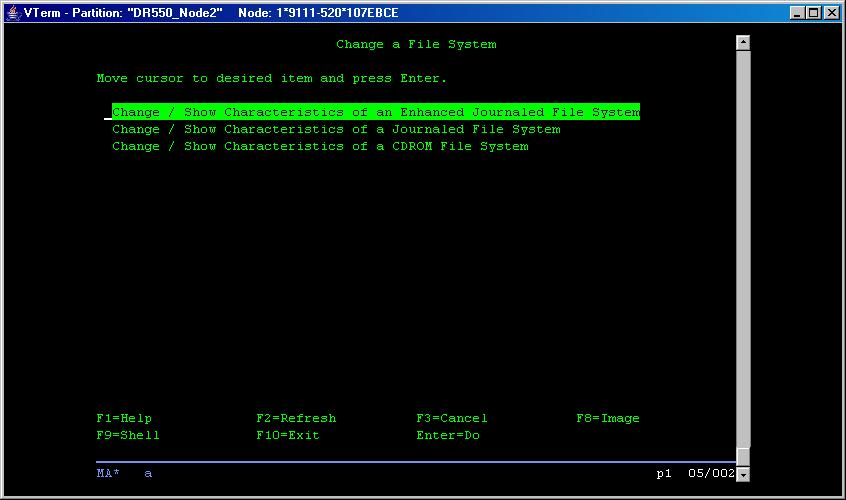 VTerm - Partition: "DR550_Node2" Node: 1*9111-520*107EBCE
Change a File System
Move cursor to desired item and press Enter.
Change / Show Characteristics of an Enhanced Journaled File System
Change / Show Characteristics of a Journaled File System
Change / Show Characteristics of a CDROM File System
F1=Help F2=Refresh F3=Cancel F8=Image
F9=Shell F10=Exit Enter=Do
MA* a p1 05/002